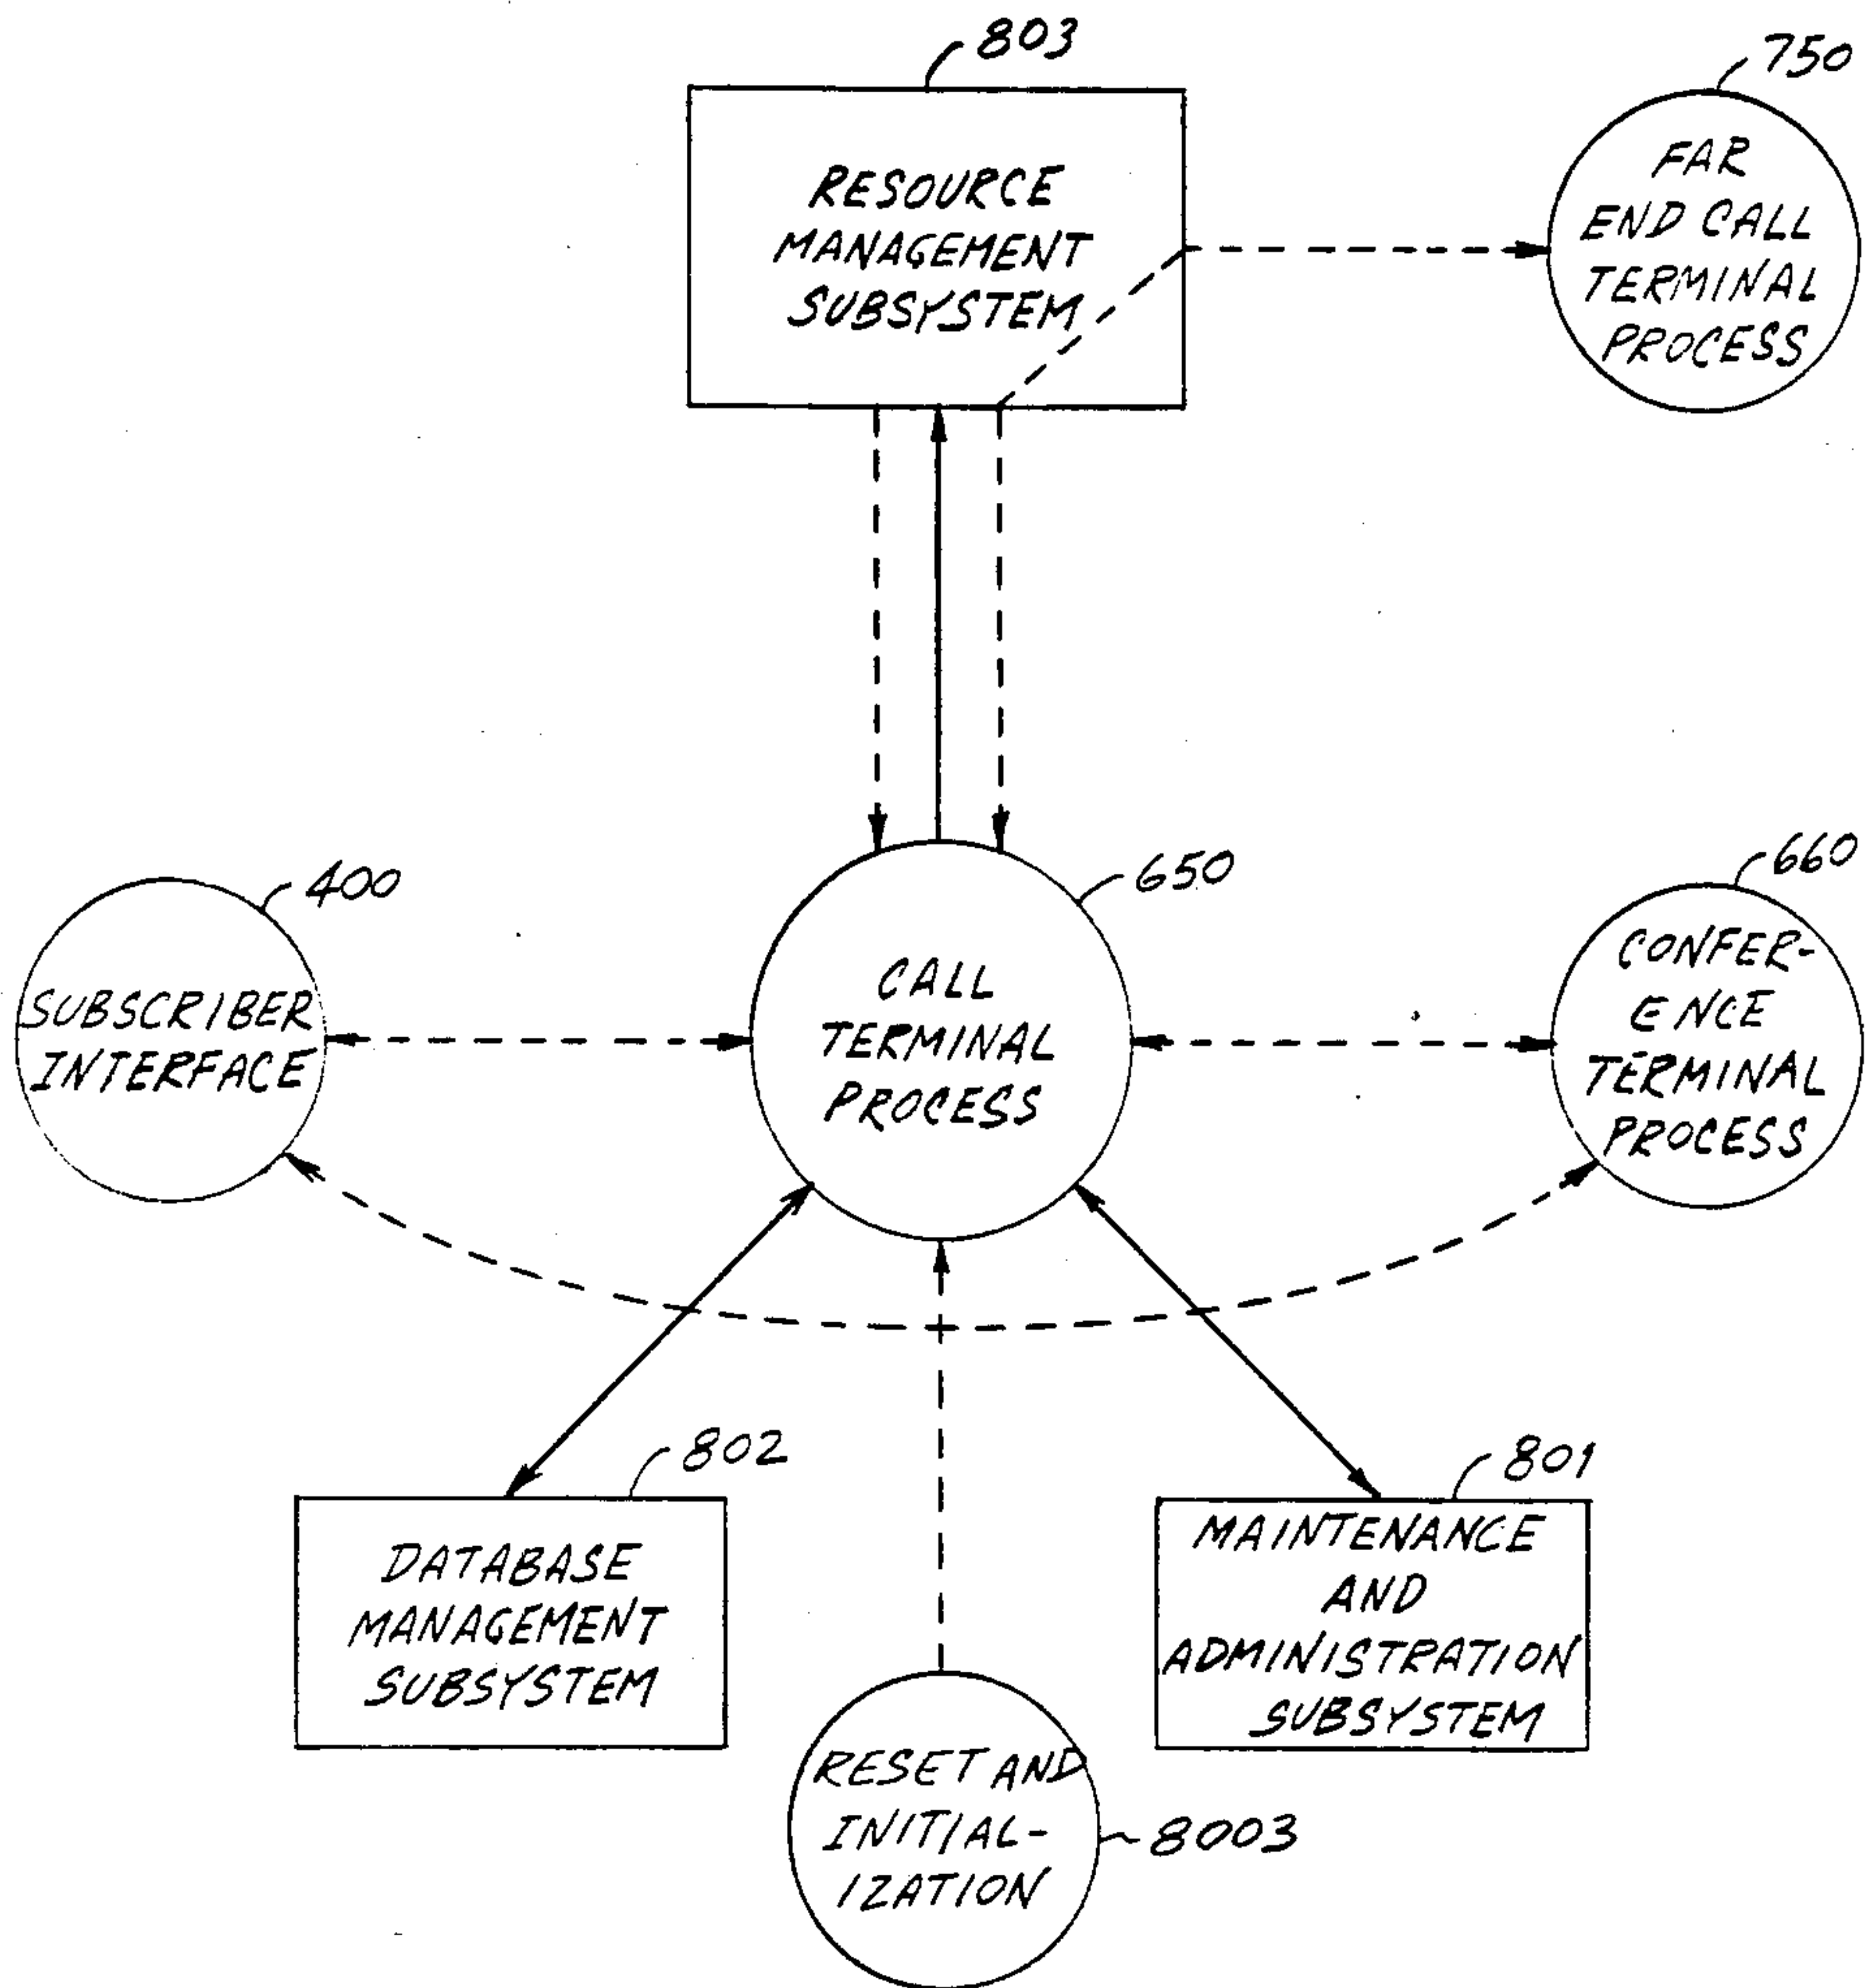 803
750
RESOURCE
MANAGEMENT
SUBSYSTEM
FAR
END CALL
TERMINAL
PROCESS
400
650
660
SUBSCRIBER
INTERFACE
CALL
TERMINAL
PROCESS
CONFER-
ENCE
TERMINAL
PROCESS
802
801
DATABASE
MANAGEMENT
SUBSYSTEM
MAINTENANCE
AND
ADMINISTRATION
SUBSYSTEM
RESET AND
INITIAL-
IZATION
8003